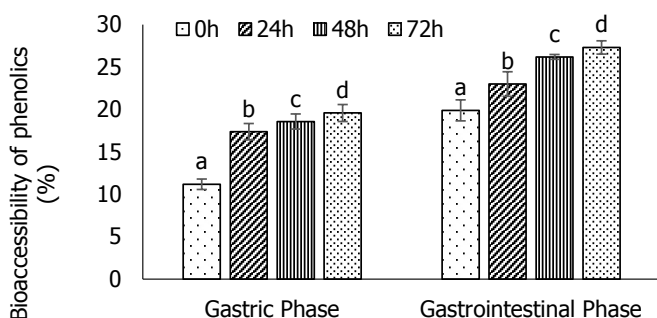 Bioaccessibility of phenolics
(%)
30
25
20
15
10
5
0
0h 24h 48h 72h
a b c d
a b c d
Gastric Phase Gastrointestinal Phase